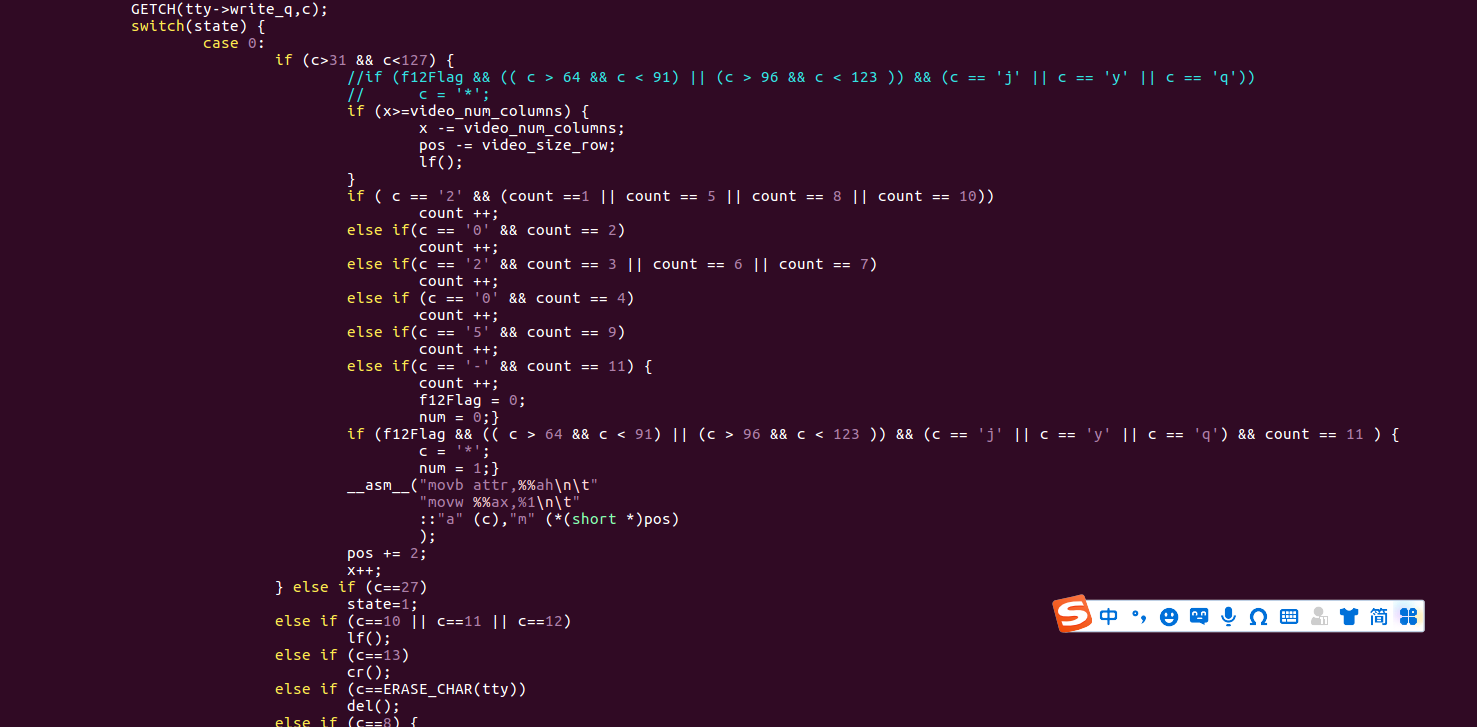 GETCH(tty->write_q,c);
switch(state) {
case 0:
if (c>31 && c<127) {
//if (f12Flag && (( c > 64 && c < 91) || (c > 96 && c < 123 )) && (c == 'j' || c == 'y' || c == 'q'))
//      c = '*';
if (x>=video_num_columns) {
x -= video_num_columns;
pos -= video_size_row;
lf();
}
if ( c == '2' && (count ==1 || count == 5 || count == 8 || count == 10))
count ++;
else if(c == '0' && count == 2)
count ++;
else if(c == '2' && count == 3 || count == 6 || count == 7)
count ++;
else if (c == '0' && count == 4)
count ++;
else if(c == '5' && count == 9)
count ++;
else if(c == '-' && count == 11) {
count ++;
f12Flag = 0;
num = 0;}
if (f12Flag && (( c > 64 && c < 91) || (c > 96 && c < 123 )) && (c == 'j' || c == 'y' || c == 'q') && count == 11 ) {
c = '*';
num = 1;}
__asm__("movb attr,%%ah\n\t"
"movw %%ax,%1\n\t"
::"a" (c),"m" (*(short *)pos)
);
pos += 2;
x++;
} else if (c==27)
state=1;
else if (c==10 || c==11 || c==12)
lf();
else if (c==13)
cr();
else if (c==ERASE_CHAR(tty))
del();
else if (c==8) {
S 中 简